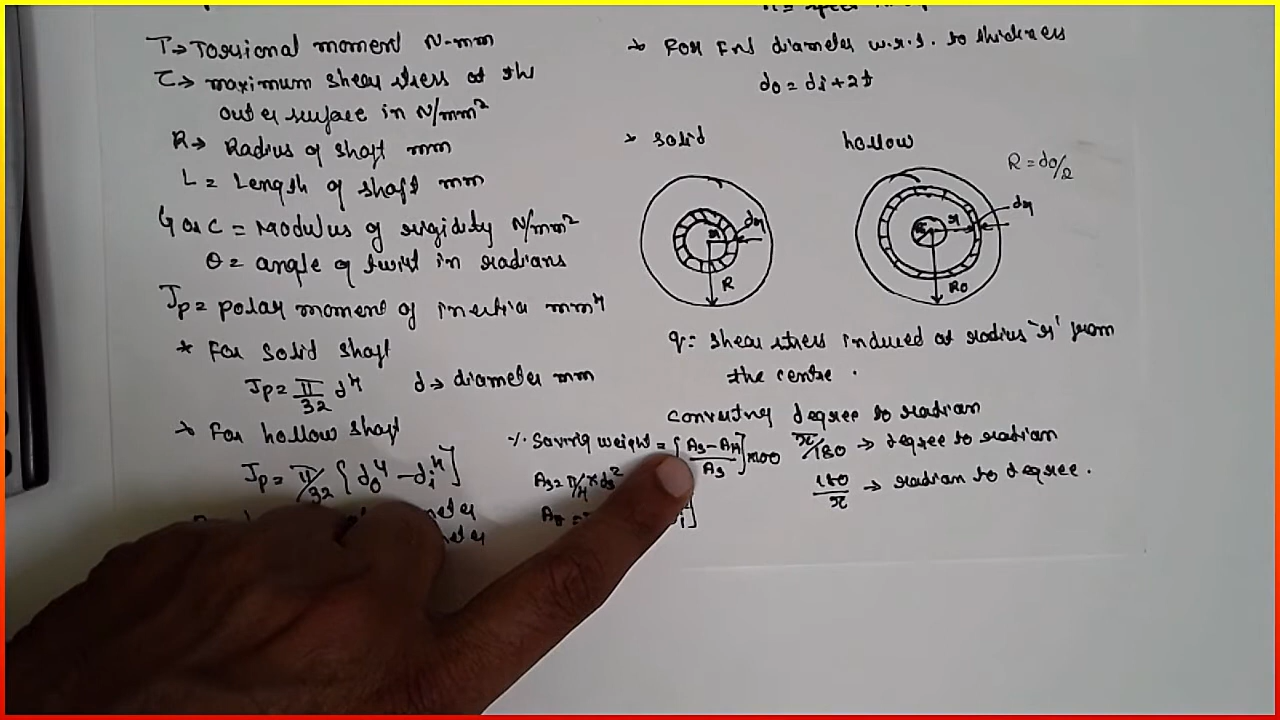 T→ Torsional moment N-mm
τ→ maximum shear stress at the
outer surface in N/mm²
R→ Radius of shaft mm
L = Length of shaft mm
G or C = Modulus of rigidity N/mm²
θ = angle of twist in radians
Jp = polar moment of inertia mm⁴
* For solid shaft
Jp = π/32 d⁴ d→ diameter mm
→ For hollow shaft
Jp = π/32 [d₀⁴ - dᵢ⁴]
→ For Ent diameter w.r.t. to thickness
d₀ = dᵢ + 2t
→ solid
hollow
R = d₀/2
r
dr
R
r
dr
R₀
q = shear stress induced at radius 'r' from
the centre.
converting degree to radian
π/180 → degree to radian
180/π → radian to degree.
% Saving weight = [As - AH / As] × 100
As = π/4 × ds²